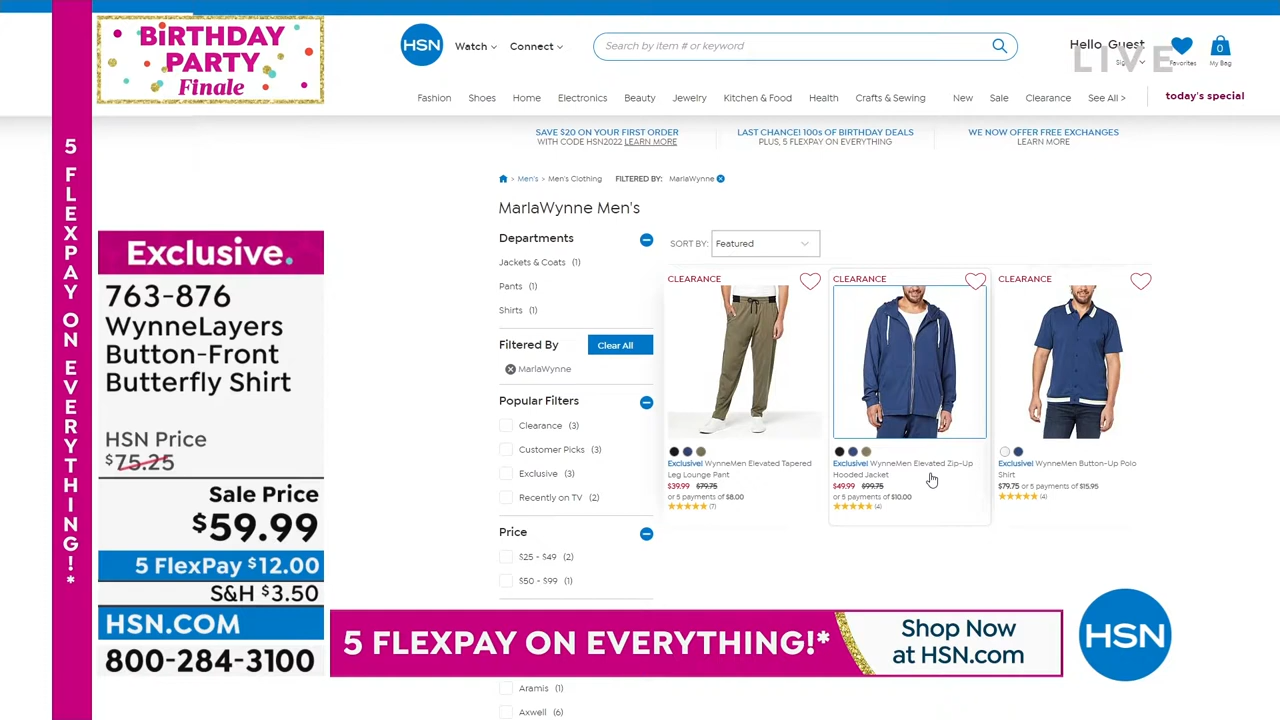 BiRTHDAY
PARTY
Finale
HSN
Watch
Connect
Search by item # or keyword
Hello, Guest
LIVE
Favorites
0
My Bag
Fashion
Shoes
Home
Electronics
Beauty
Jewelry
Kitchen & Food
Health
Crafts & Sewing
New
Sale
Clearance
See All >
today's special
SAVE $20 ON YOUR FIRST ORDER
WITH CODE HSN2022 LEARN MORE
LAST CHANCE! 100s OF BIRTHDAY DEALS
PLUS, 5 FLEXPAY ON EVERYTHING
WE NOW OFFER FREE EXCHANGES
LEARN MORE
5 FLEXPAY ON EVERYTHING!*
> Men's > Men's Clothing FILTERED BY: MarlaWynne
MarlaWynne Men's
Departments
Jackets & Coats (1)
Pants (1)
Shirts (1)
Filtered By
Clear All
MarlaWynne
Popular Filters
Clearance (3)
Customer Picks (3)
Exclusive (3)
Recently on TV (2)
Price
$25 - $49 (2)
$50 - $99 (1)
SORT BY: Featured
CLEARANCE
Exclusive! WynneMen Elevated Tapered
Leg Lounge Pant
$39.99 $79.75
or 5 payments of $8.00
(7)
CLEARANCE
Exclusive! WynneMen Elevated Zip-Up
Hooded Jacket
$49.99 $99.75
or 5 payments of $10.00
(4)
CLEARANCE
Exclusive! WynneMen Button-Up Polo
Shirt
$79.75 or 5 payments of $15.95
(4)
Exclusive.
763-876
WynneLayers
Button-Front
Butterfly Shirt
HSN Price
$75.25
Sale Price
$59.99
5 FlexPay $12.00
S&H $3.50
HSN.COM
800-284-3100
5 FLEXPAY ON EVERYTHING!*
Shop Now
at HSN.com
HSN
Aramis (1)
Axwell (6)